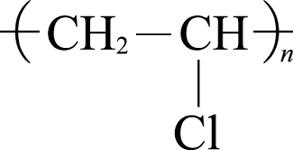 —( CH₂—CH )—ₙ
Cl